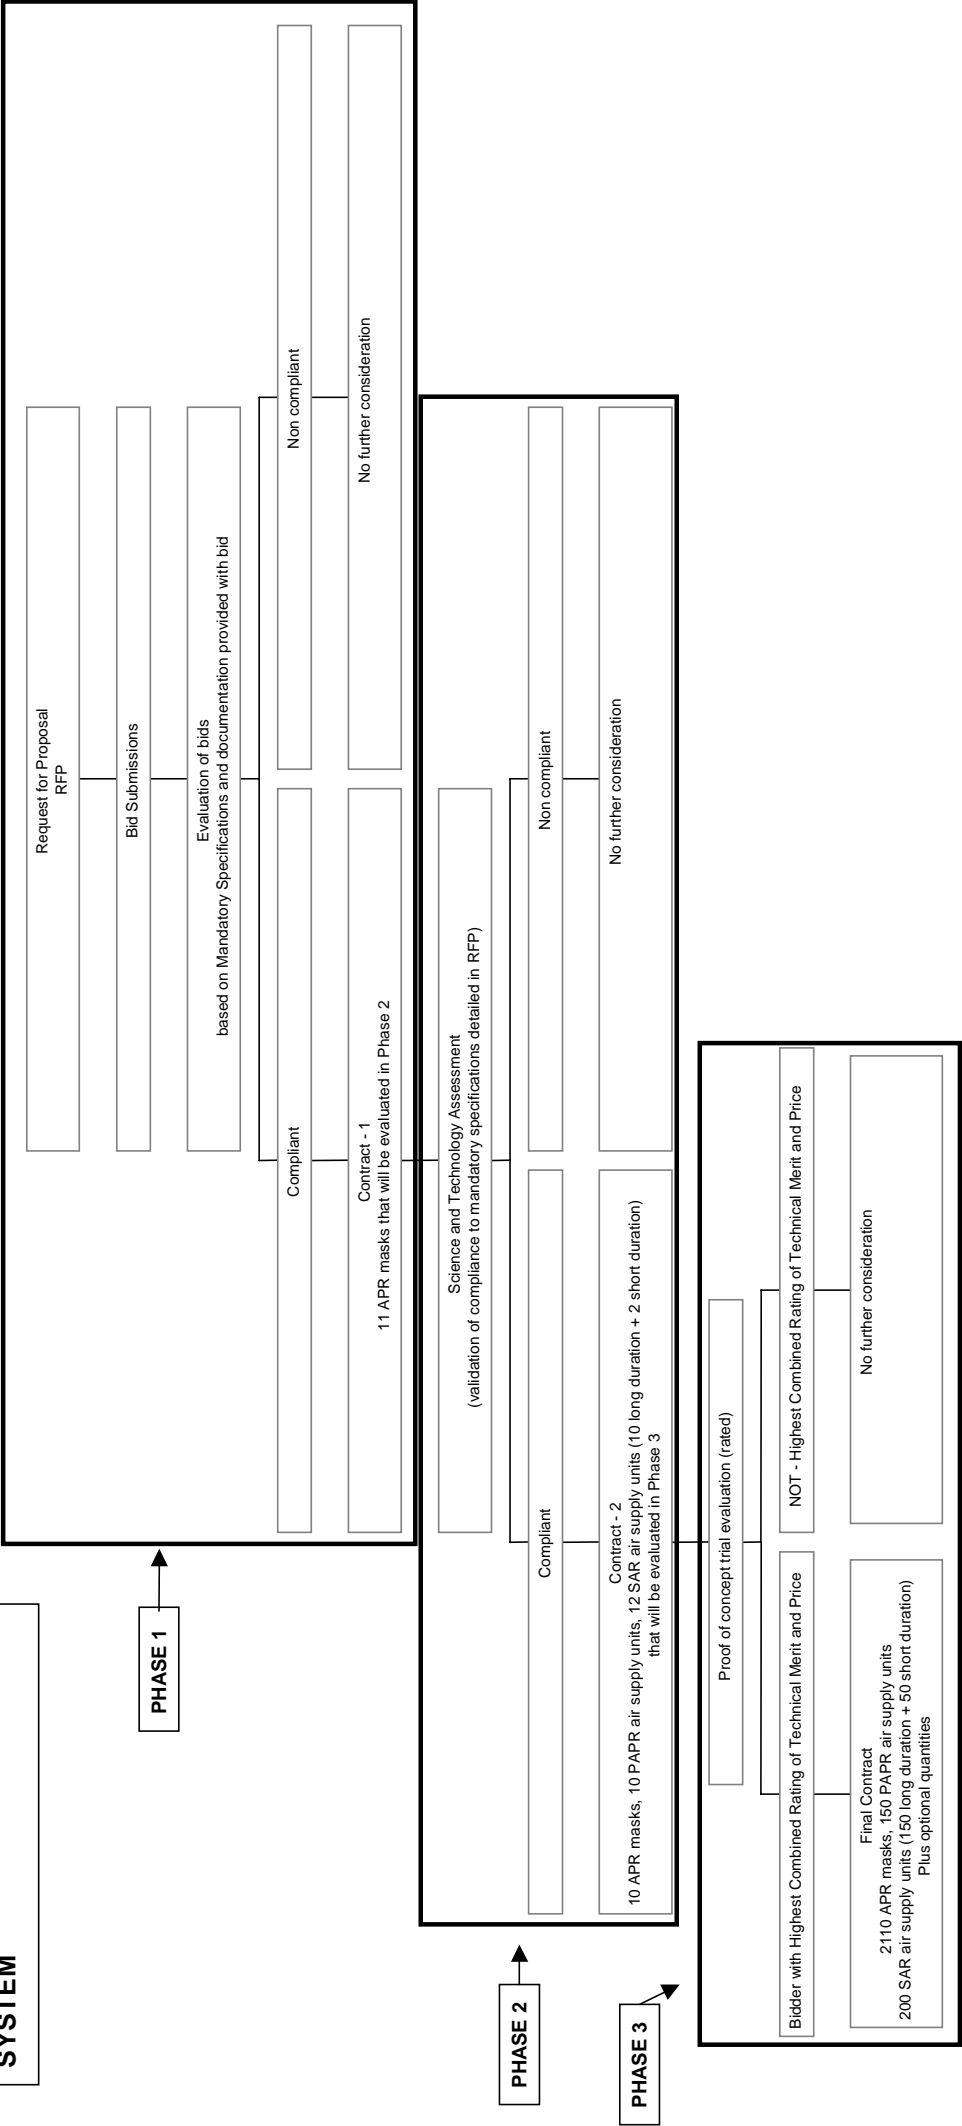 SYSTEM
PHASE 1
Request for Proposal
RFP
Bid Submissions
Evaluation of bids
based on Mandatory Specifications and documentation provided with bid
Compliant
Non compliant
Contract - 1
11 APR masks that will be evaluated in Phase 2
No further consideration
PHASE 2
Science and Technology Assessment
(validation of compliance to mandatory specifications detailed in RFP)
Compliant
Non compliant
Contract - 2
10 APR masks, 10 PAPR air supply units, 12 SAR air supply units (10 long duration + 2 short duration)
that will be evaluated in Phase 3
No further consideration
PHASE 3
Proof of concept trial evaluation (rated)
Bidder with Highest Combined Rating of Technical Merit and Price
NOT - Highest Combined Rating of Technical Merit and Price
Final Contract
2110 APR masks, 150 PAPR air supply units
200 SAR air supply units (150 long duration + 50 short duration)
Plus optional quantities
No further consideration